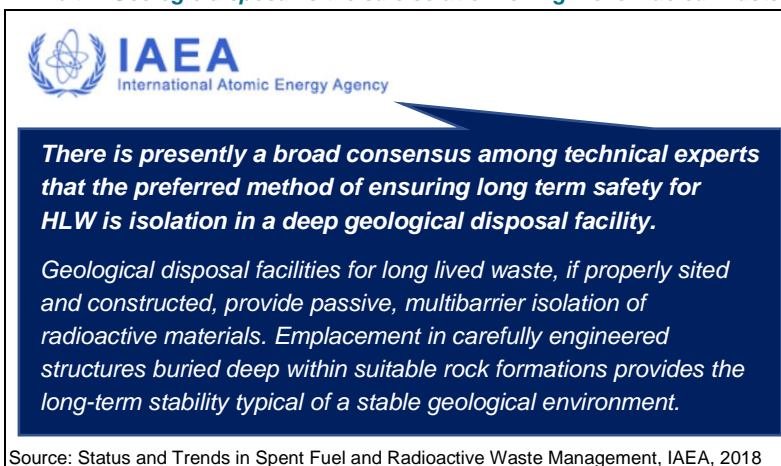 IAEA
International Atomic Energy Agency
There is presently a broad consensus among technical experts
that the preferred method of ensuring long term safety for
HLW is isolation in a deep geological disposal facility.
Geological disposal facilities for long lived waste, if properly sited
and constructed, provide passive, multibarrier isolation of
radioactive materials. Emplacement in carefully engineered
structures buried deep within suitable rock formations provides the
long-term stability typical of a stable geological environment.
Source: Status and Trends in Spent Fuel and Radioactive Waste Management, IAEA, 2018